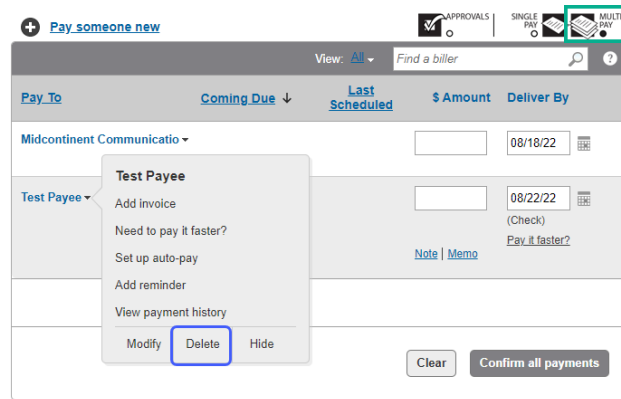 Pay someone new
APPROVALS
SINGLE PAY
MULTI PAY
View: All
Find a biller
?
Pay To
Coming Due ↓
Last Scheduled
$ Amount
Deliver By
Midcontinent Communicatio
08/18/22
Test Payee
08/22/22
(Check)
Pay it faster?
Note | Memo
Test Payee
Add invoice
Need to pay it faster?
Set up auto-pay
Add reminder
View payment history
Modify Delete Hide
Clear
Confirm all payments